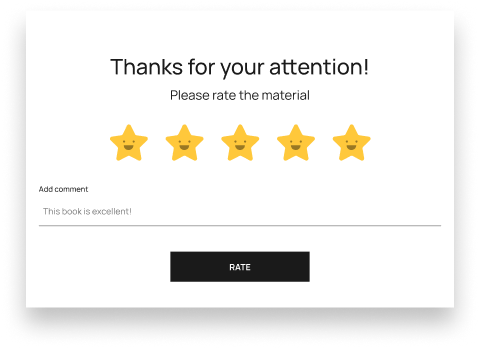 Thanks for your attention!
Please rate the material
Add comment
This book is excellent!
RATE